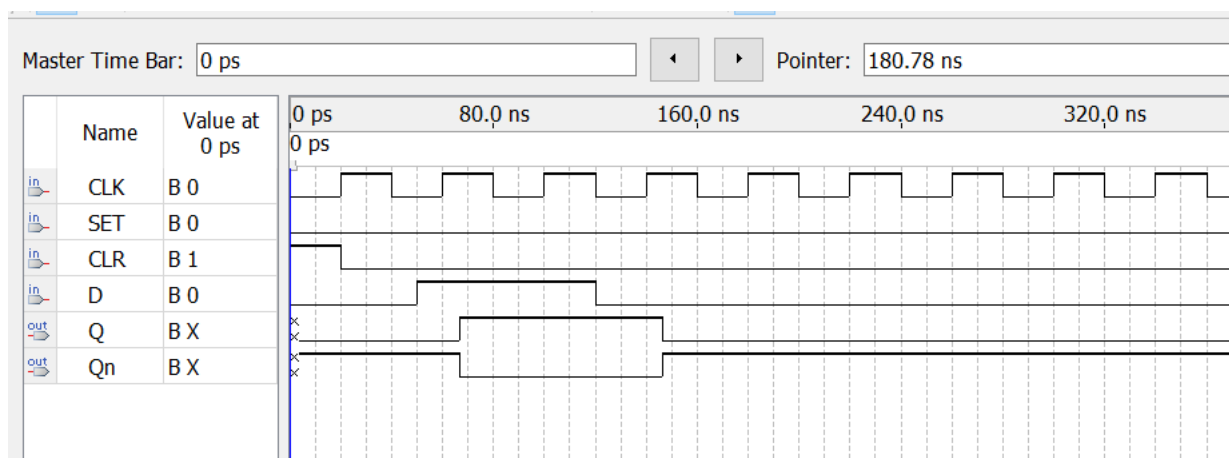 Master Time Bar: 0 ps Pointer: 180.78 ns
Name Value at 0 ps
0 ps 80.0 ns 160.0 ns 240.0 ns 320.0 ns
0 ps
in CLK B 0
in SET B 0
in CLR B 1
in D B 0
out Q B X
out Qn B X